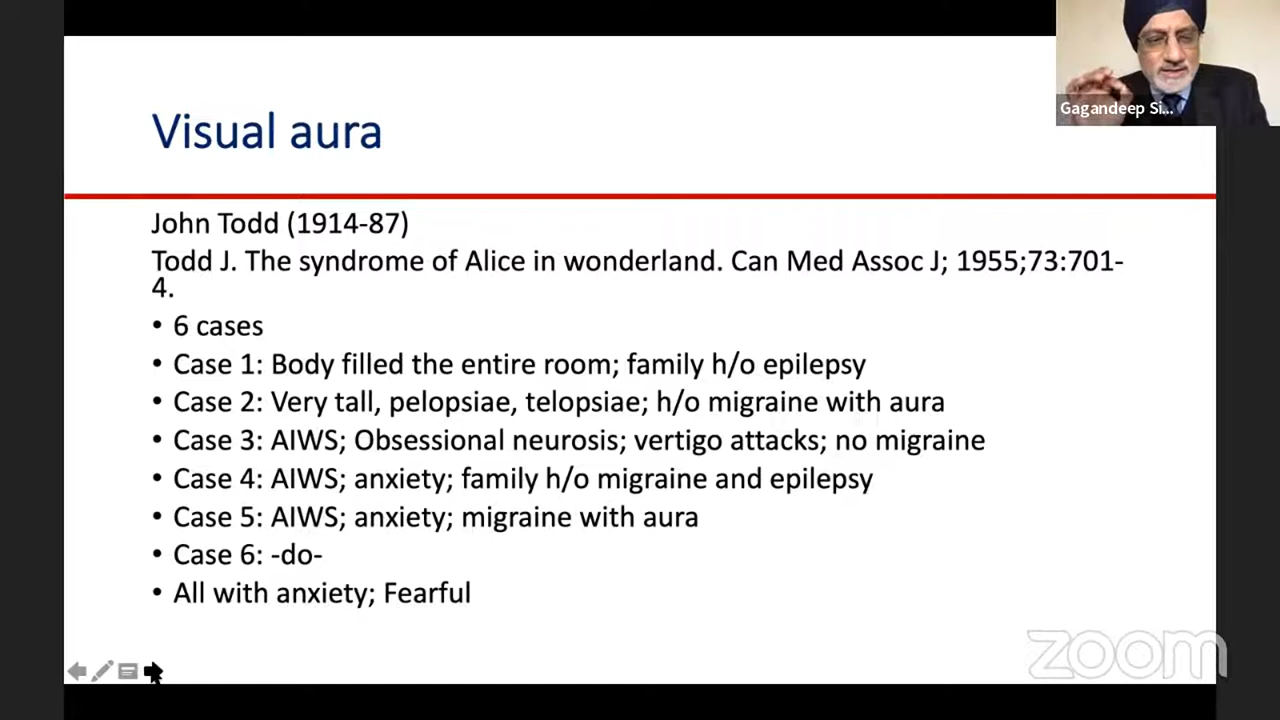 Gagandeep Si...
Visual aura
John Todd (1914-87)
Todd J. The syndrome of Alice in wonderland. Can Med Assoc J; 1955;73:701-
4.
• 6 cases
• Case 1: Body filled the entire room; family h/o epilepsy
• Case 2: Very tall, pelopsiae, telopsiae; h/o migraine with aura
• Case 3: AIWS; Obsessional neurosis; vertigo attacks; no migraine
• Case 4: AIWS; anxiety; family h/o migraine and epilepsy
• Case 5: AIWS; anxiety; migraine with aura
• Case 6: -do-
• All with anxiety; Fearful
zoom